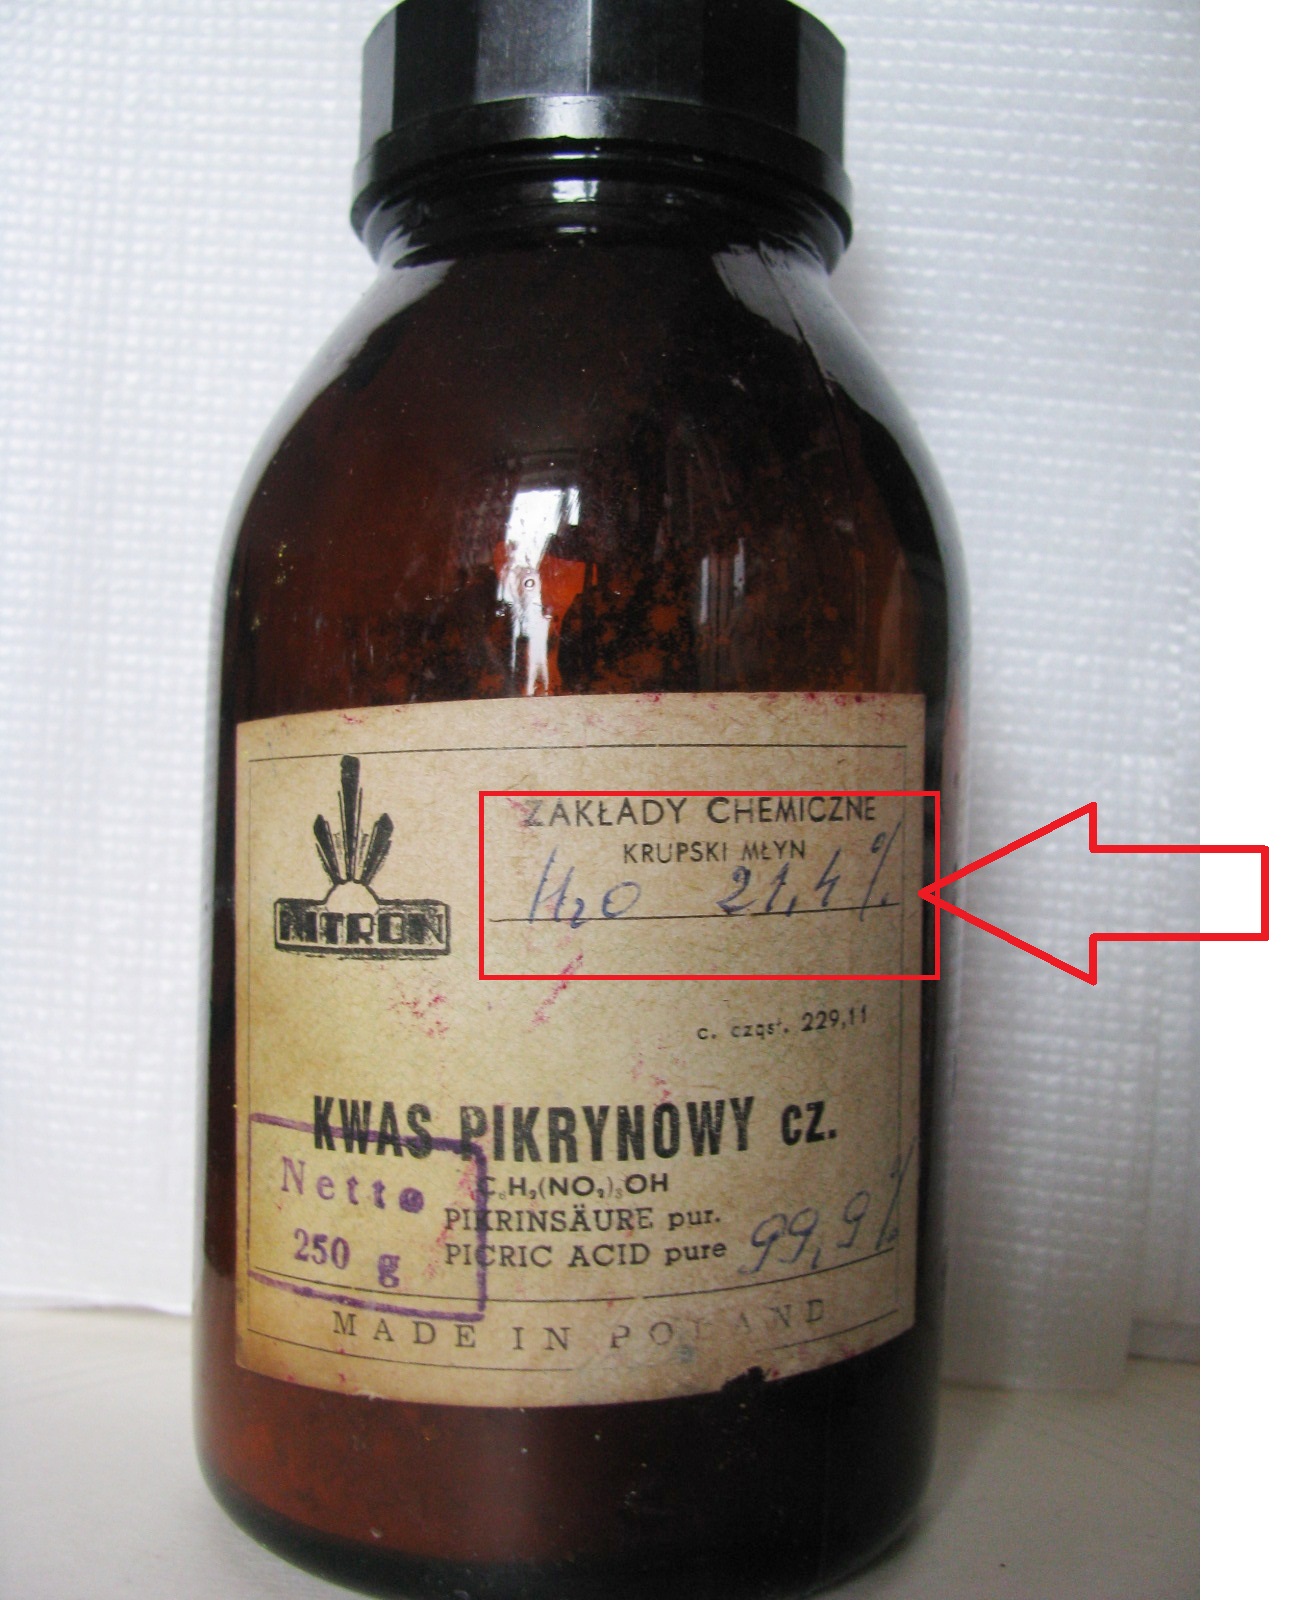 ZAKŁADY CHEMICZNE
KRUPSKI MŁYN
H₂O 21,4%
NITRON
c. cząst. 229,11
KWAS PIKRYNOWY cz.
C₆H₂(NO₂)₃OH
PIKRINSÄURE pur.
PICRIC ACID pure 99,9%
Netto
250 g
MADE IN POLAND